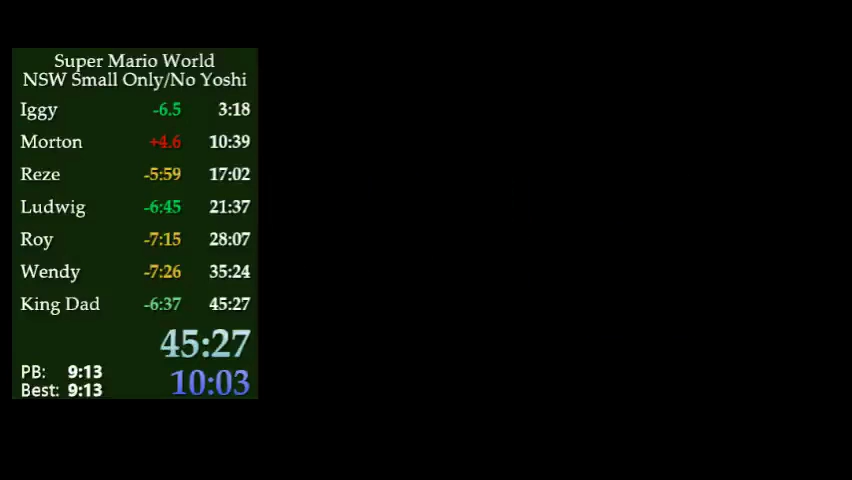 Super Mario World
NSW Small Only/No Yoshi
Iggy -6.5 3:18
Morton +4.6 10:39
Reze -5:59 17:02
Ludwig -6:45 21:37
Roy -7:15 28:07
Wendy -7:26 35:24
King Dad -6:37 45:27
45:27
PB: 9:13
Best: 9:13
10:03